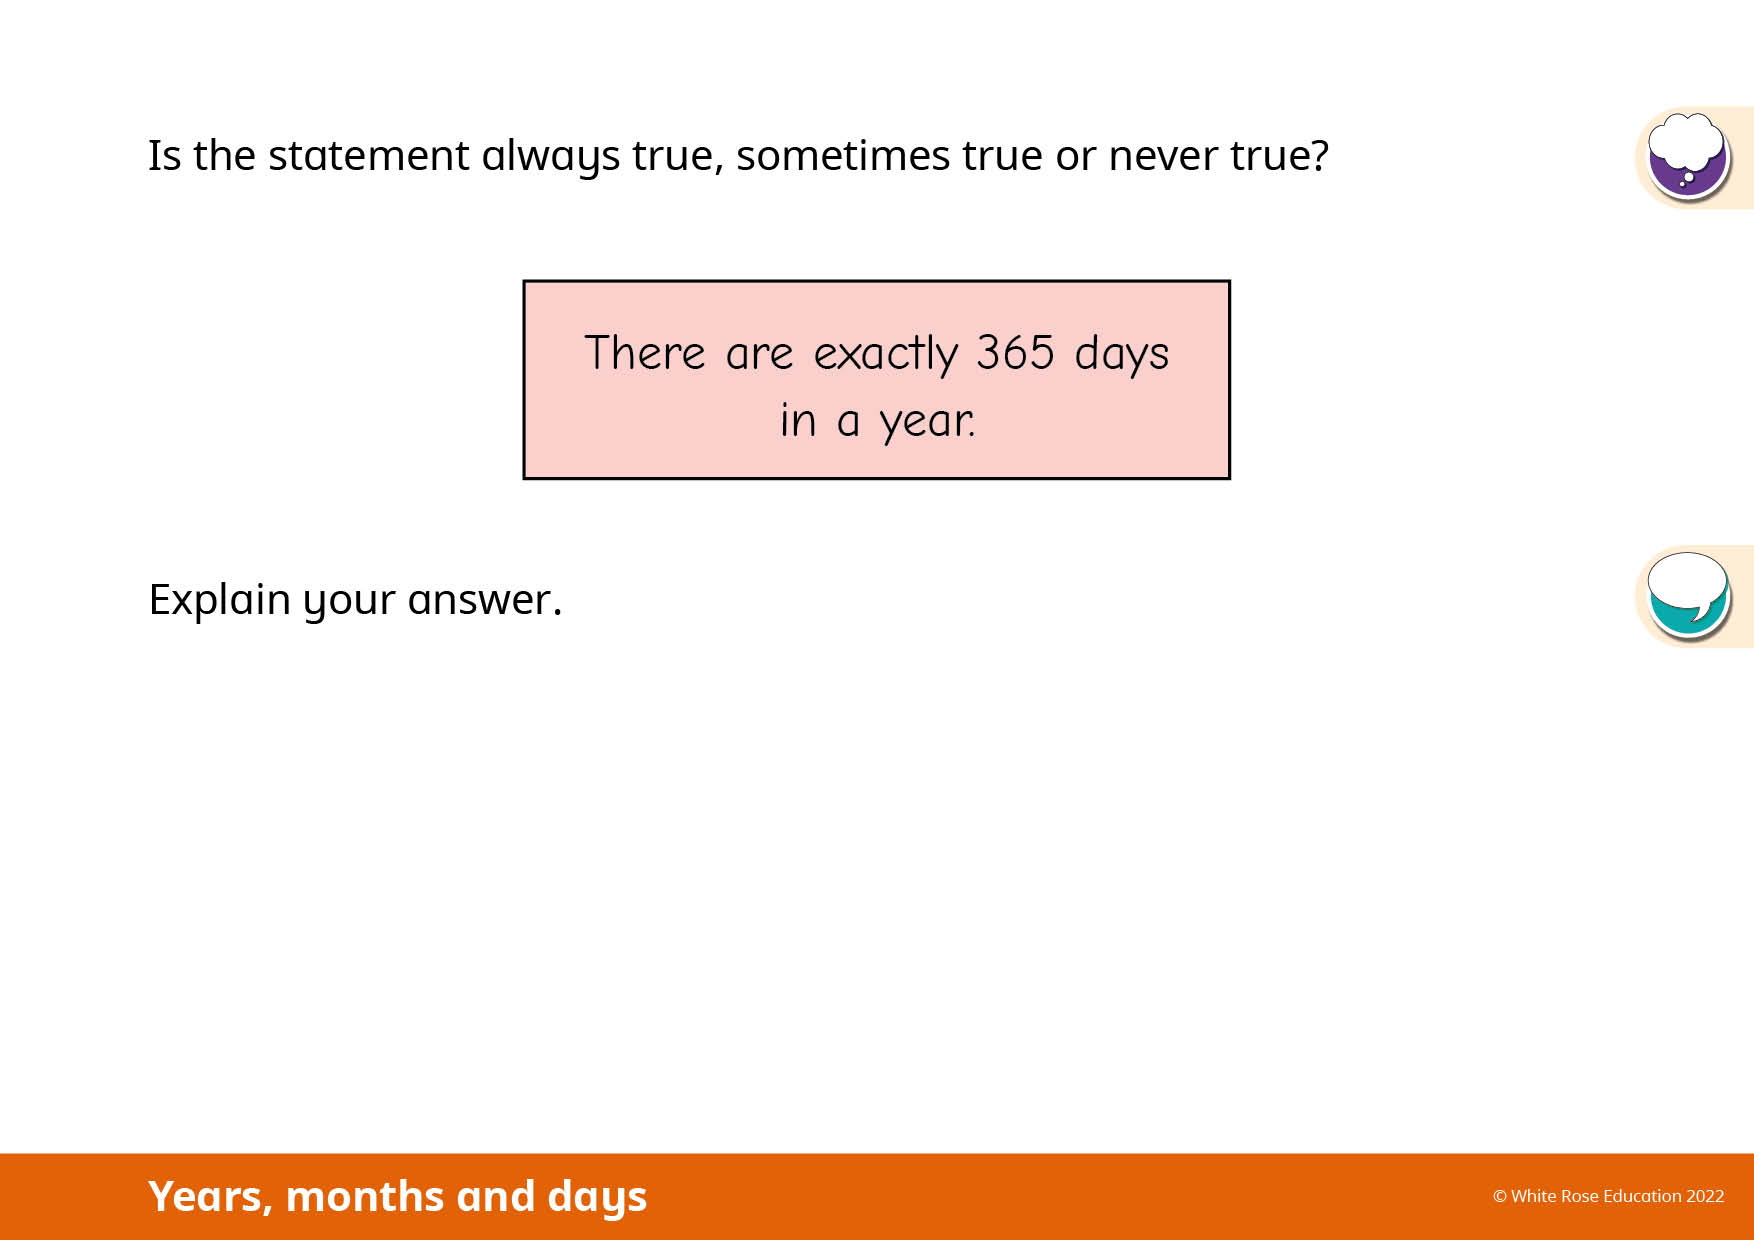 Is the statement always true, sometimes true or never true?
There are exactly 365 days
in a year.
Explain your answer.
Years, months and days
© White Rose Education 2022